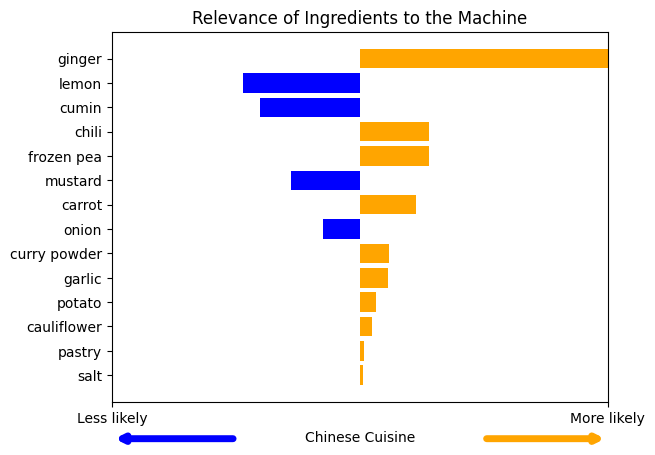 Relevance of Ingredients to the Machine
ginger
lemon
cumin
chili
frozen pea
mustard
carrot
onion
curry powder
garlic
potato
cauliflower
pastry
salt
Less likely More likely
Chinese Cuisine